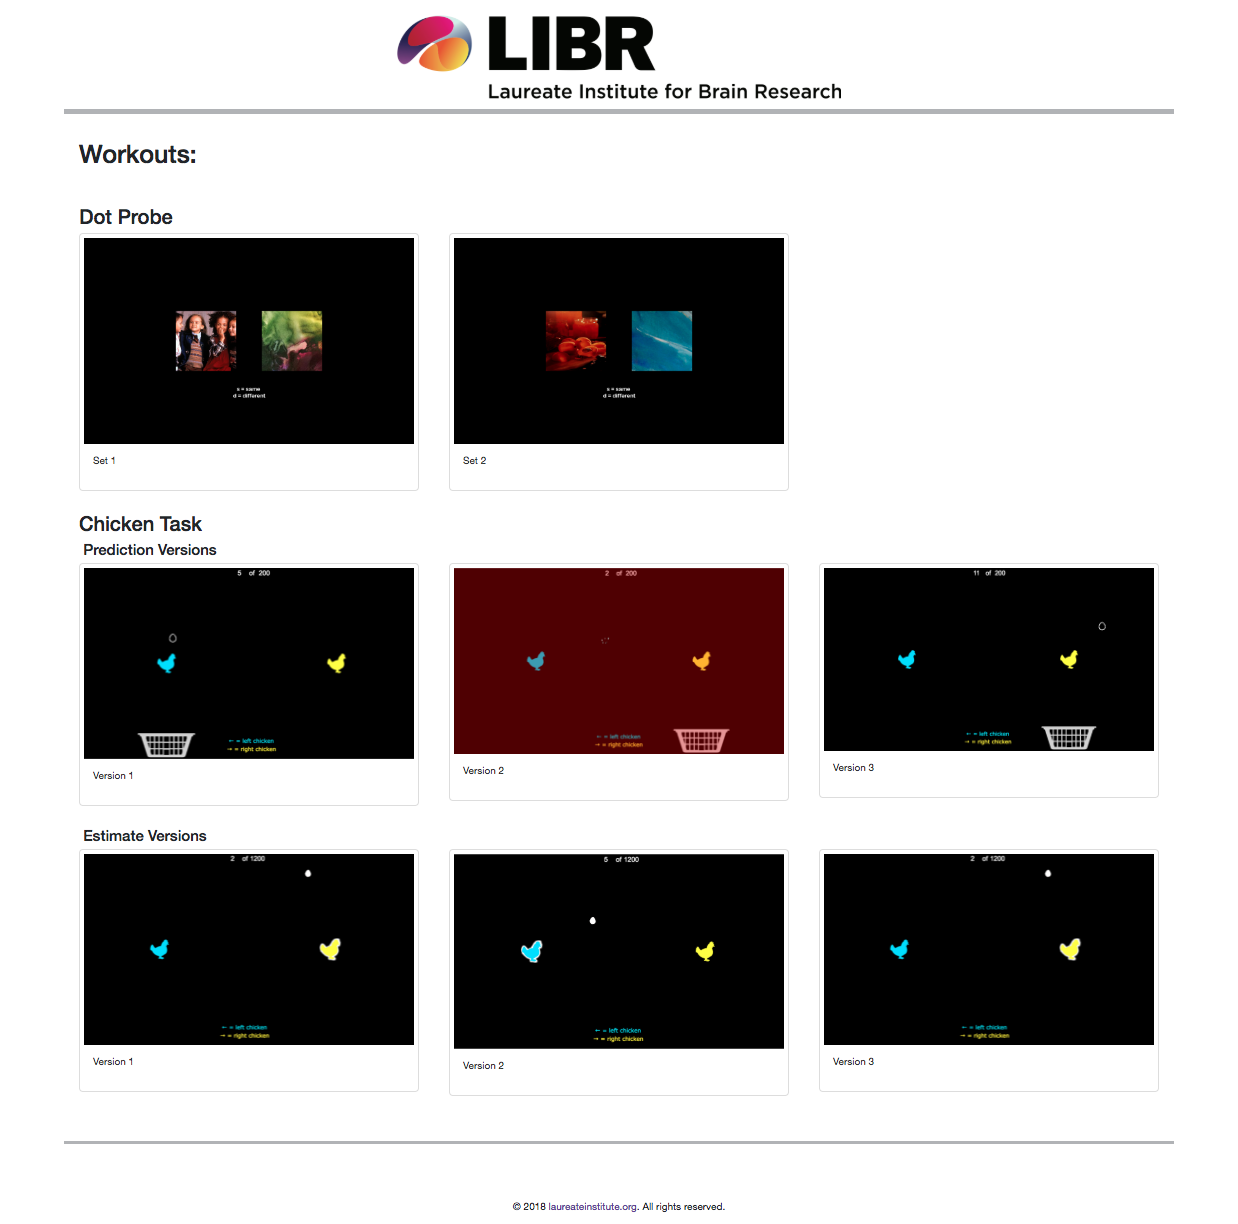 LIBR
Laureate Institute for Brain Research
Workouts:
Dot Probe
s = same
d = different
Set 1
s = same
d = different
Set 2
Chicken Task
Prediction Versions
5 of 200
← = left chicken
→ = right chicken
Version 1
2 of 200
← = left chicken
→ = right chicken
Version 2
11 of 200
← = left chicken
→ = right chicken
Version 3
Estimate Versions
2 of 1200
← = left chicken
→ = right chicken
Version 1
5 of 1200
← = left chicken
→ = right chicken
Version 2
2 of 1200
← = left chicken
→ = right chicken
Version 3
© 2018 laureateinstitute.org. All rights reserved.